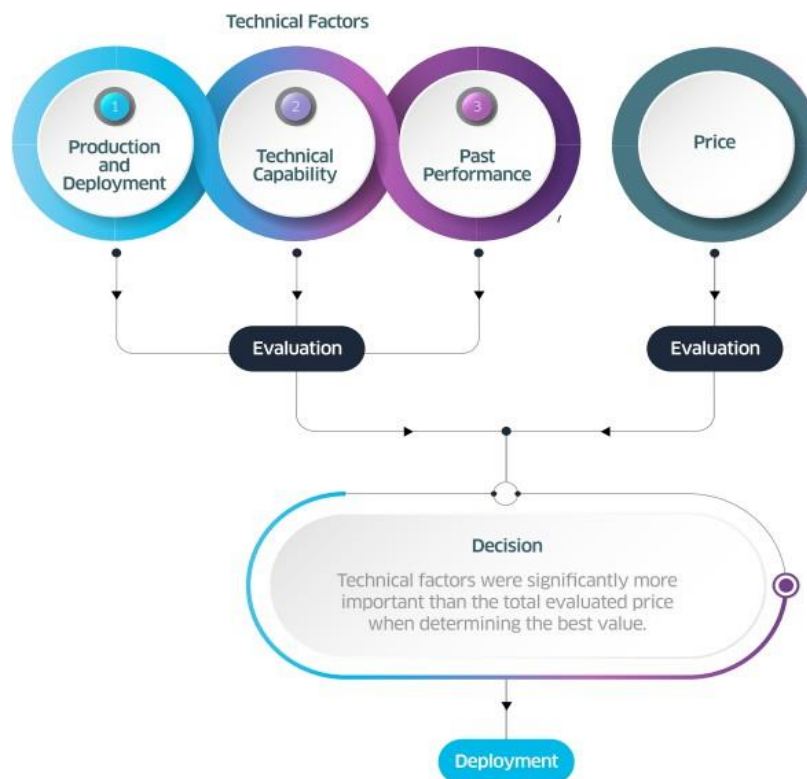 Technical Factors
1
Production
and
Deployment
2
Technical
Capability
3
Past
Performance
Price
Evaluation
Evaluation
Decision
Technical factors were significantly more
important than the total evaluated price
when determining the best value.
Deployment